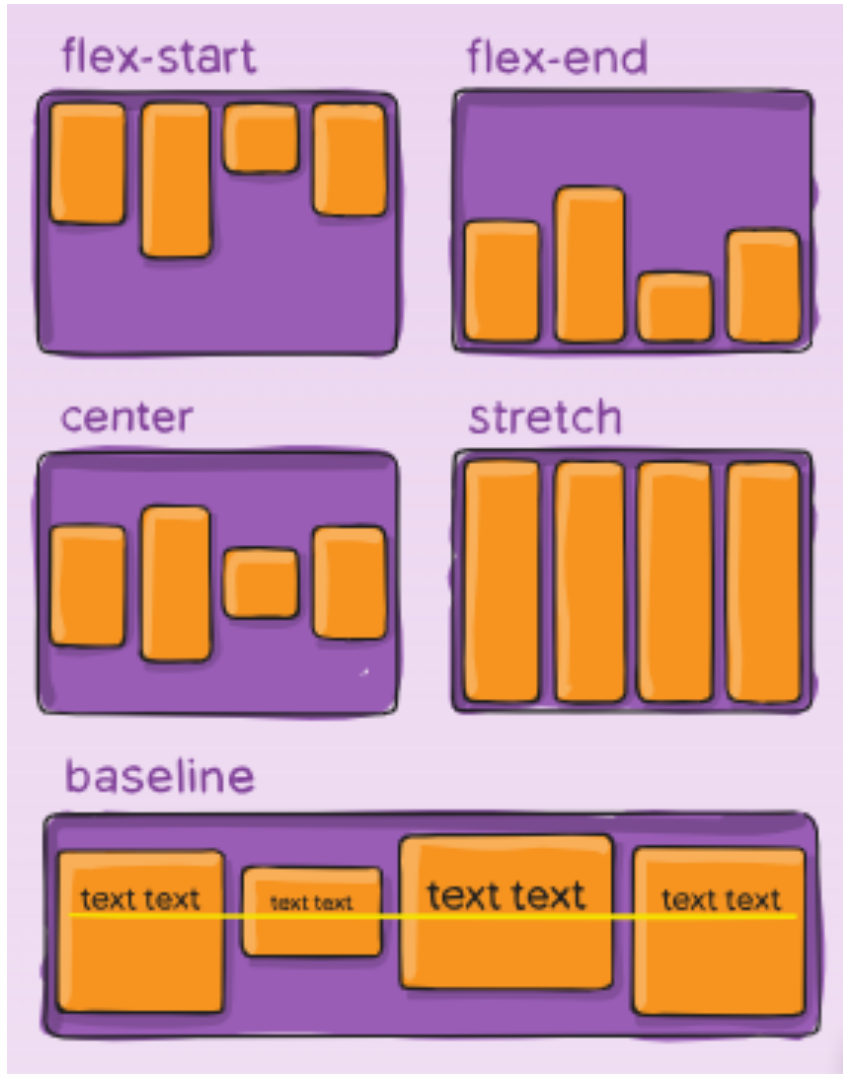 flex-start
flex-end
center
stretch
baseline
text text
text text
text text
text text